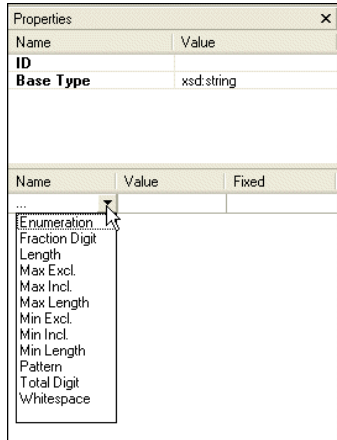 Properties ×
Name Value
ID
Base Type xsd:string
Name Value Fixed
...
Enumeration
Fraction Digit
Length
Max Excl.
Max Incl.
Max Length
Min Excl.
Min Incl.
Min Length
Pattern
Total Digit
Whitespace